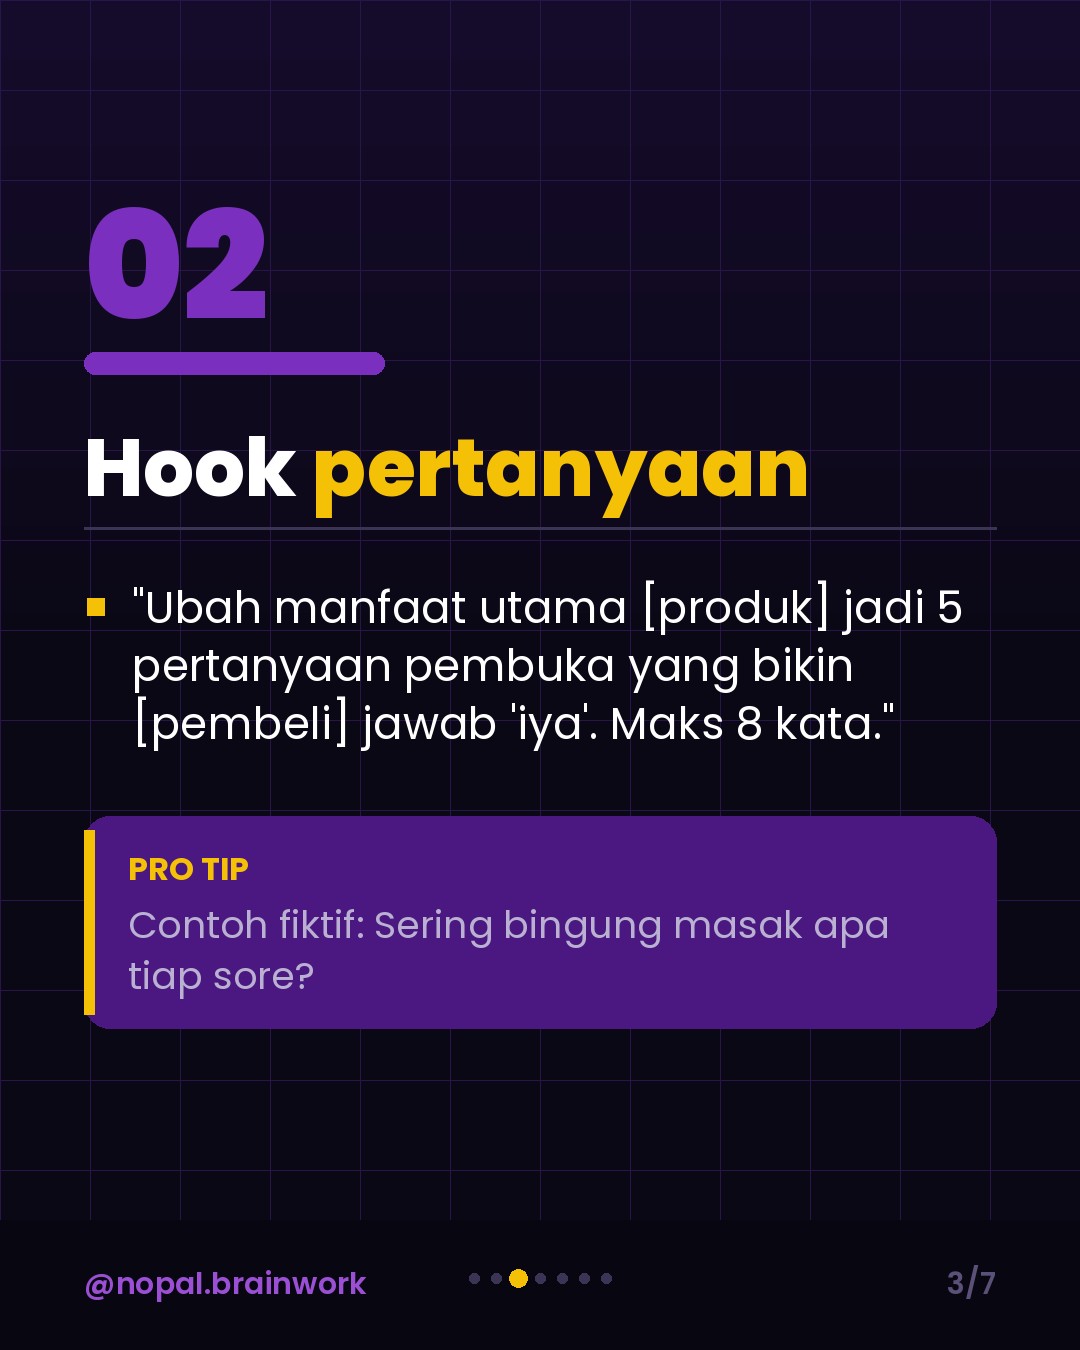 02
Hook pertanyaan
"Ubah manfaat utama [produk] jadi 5
pertanyaan pembuka yang bikin
[pembeli] jawab 'iya'. Maks 8 kata."
PRO TIP
Contoh fiktif: Sering bingung masak apa
tiap sore?
@nopal.brainwork
3/7